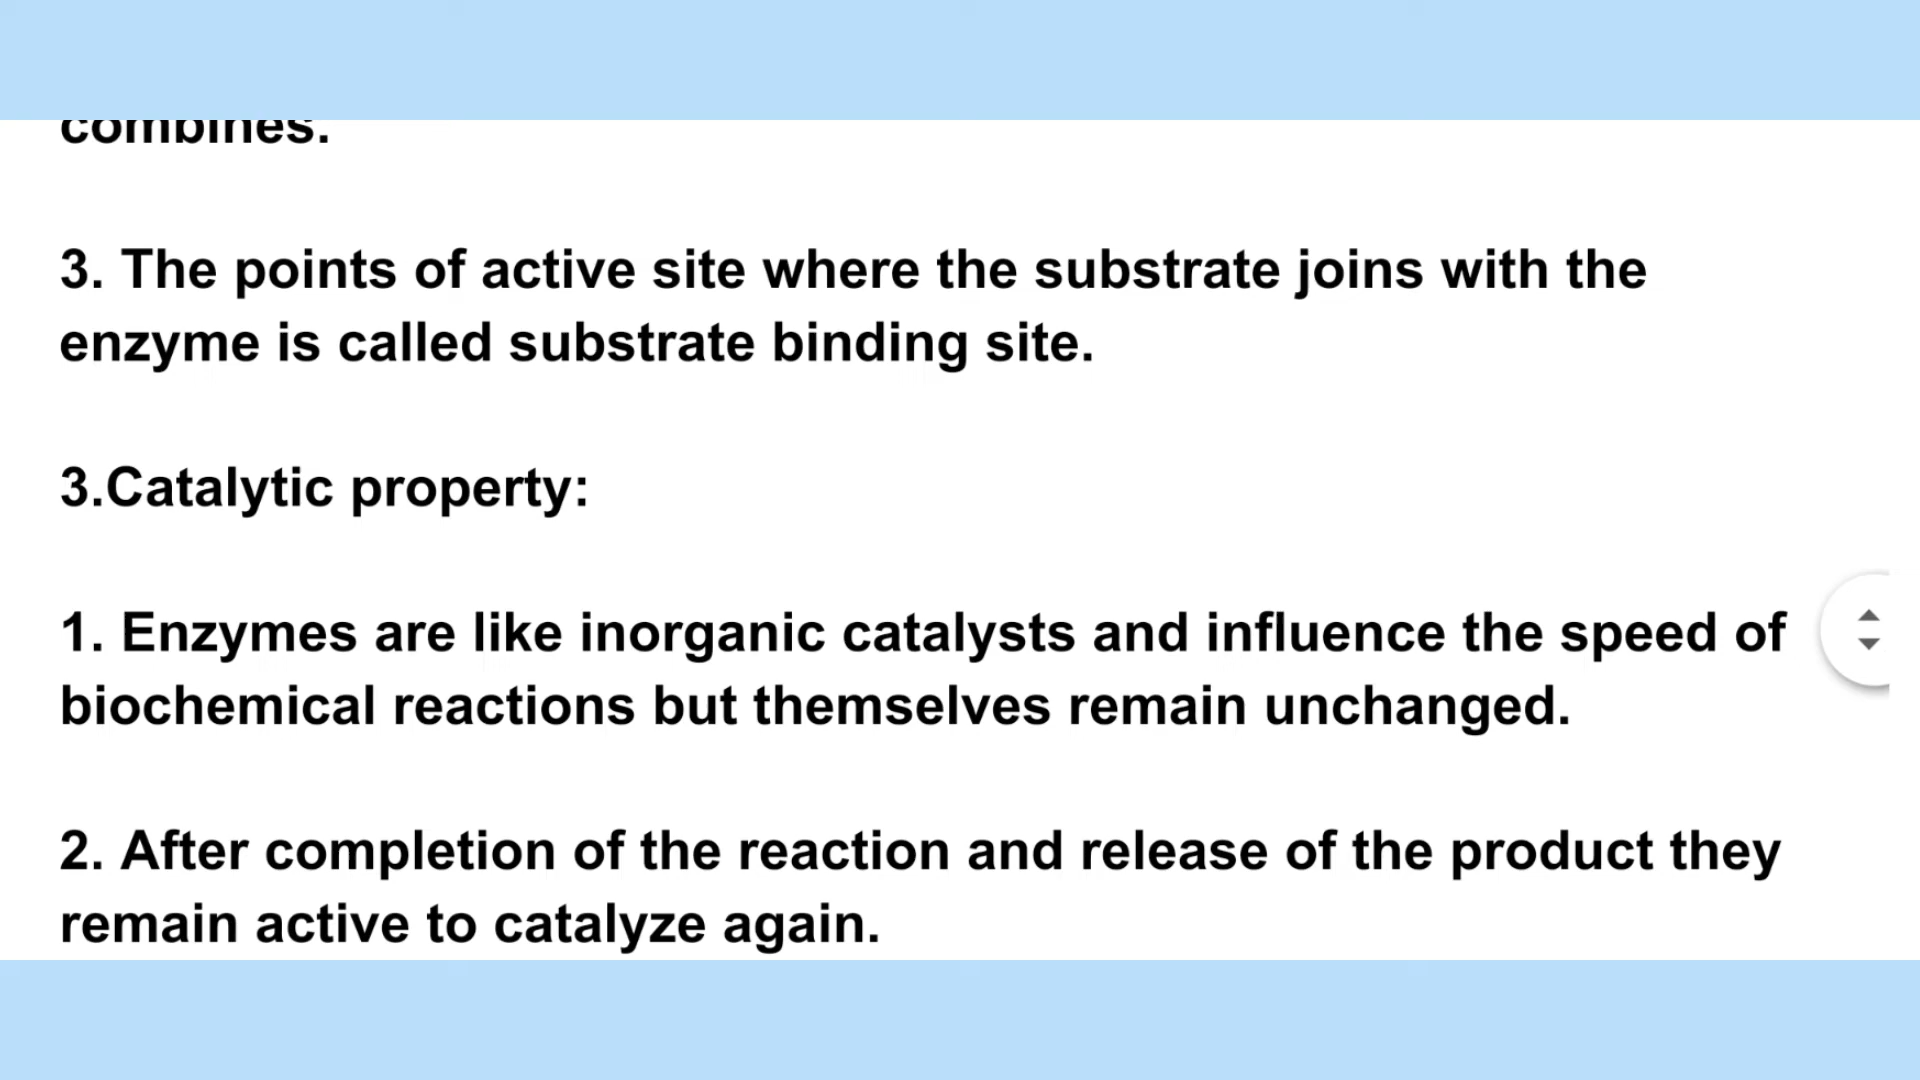 combines.
3. The points of active site where the substrate joins with the
enzyme is called substrate binding site.
3.Catalytic property:
1. Enzymes are like inorganic catalysts and influence the speed of
biochemical reactions but themselves remain unchanged.
2. After completion of the reaction and release of the product they
remain active to catalyze again.